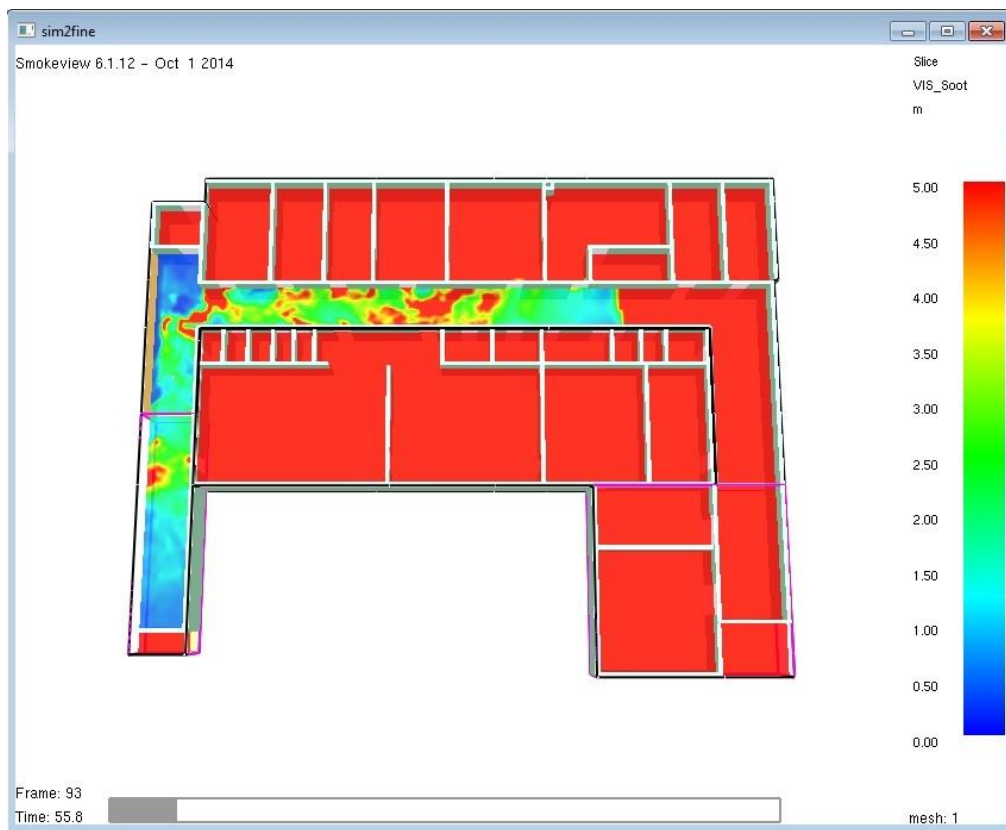 sim2fine
Smokeview 6.1.12 - Oct 1 2014
Slice
VIS_Soot
m
5.00
4.50
4.00
3.50
3.00
2.50
2.00
1.50
1.00
0.50
0.00
Frame: 93
Time: 55.8
mesh: 1